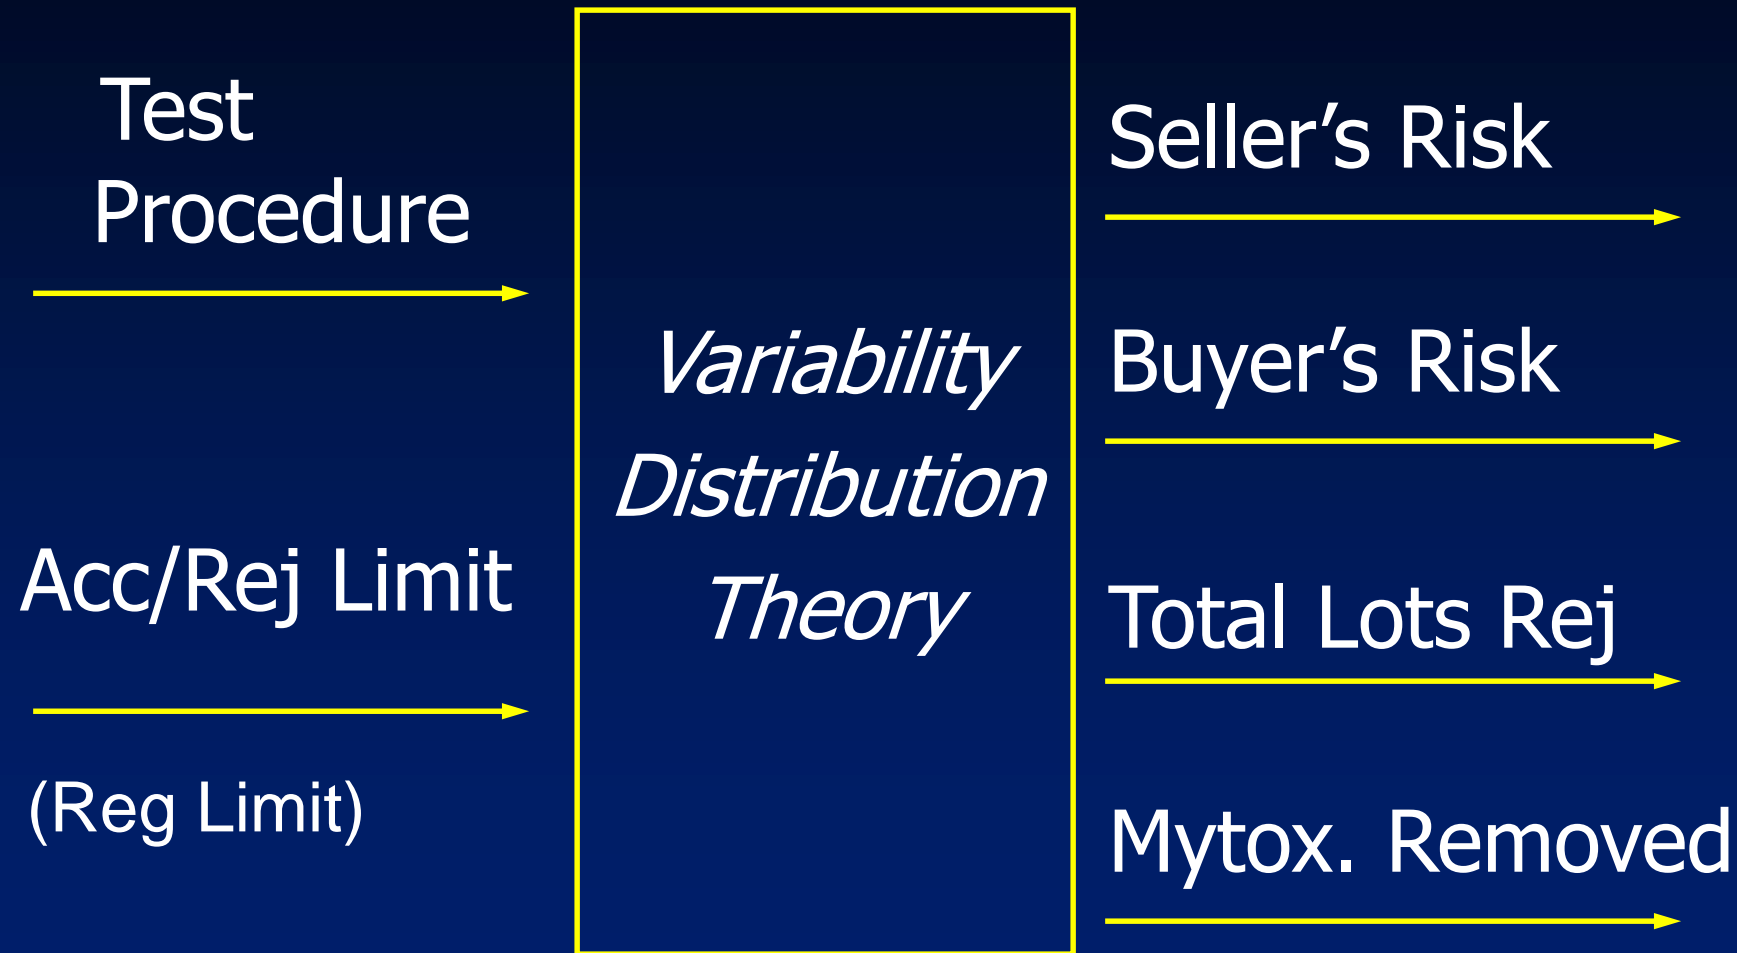 Test
Procedure
Acc/Rej Limit
(Reg Limit)
Variability
Distribution
Theory
Seller’s Risk
Buyer’s Risk
Total Lots Rej
Mytox. Removed